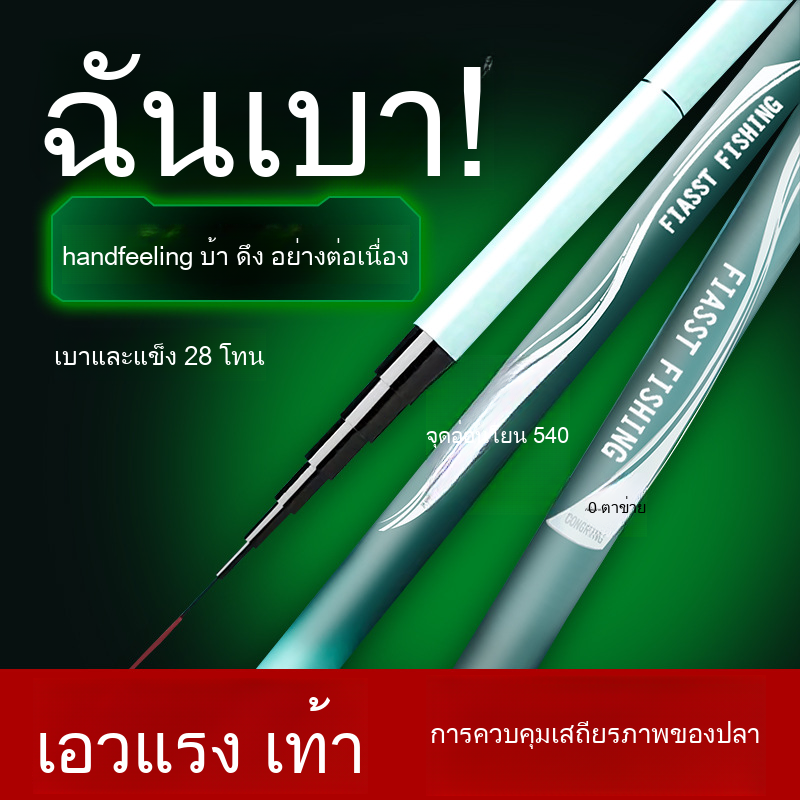 ฉันเบา!
handfeeling บ้า ดึง อย่างต่อเนื่อง
เบาและแข็ง 28 โทน
FIASST FISHING
FIASST FISHING
540
0 ตาข่าย
CONGRING
เอวแรง เท้า
การควบคุมเสถียรภาพของปลา